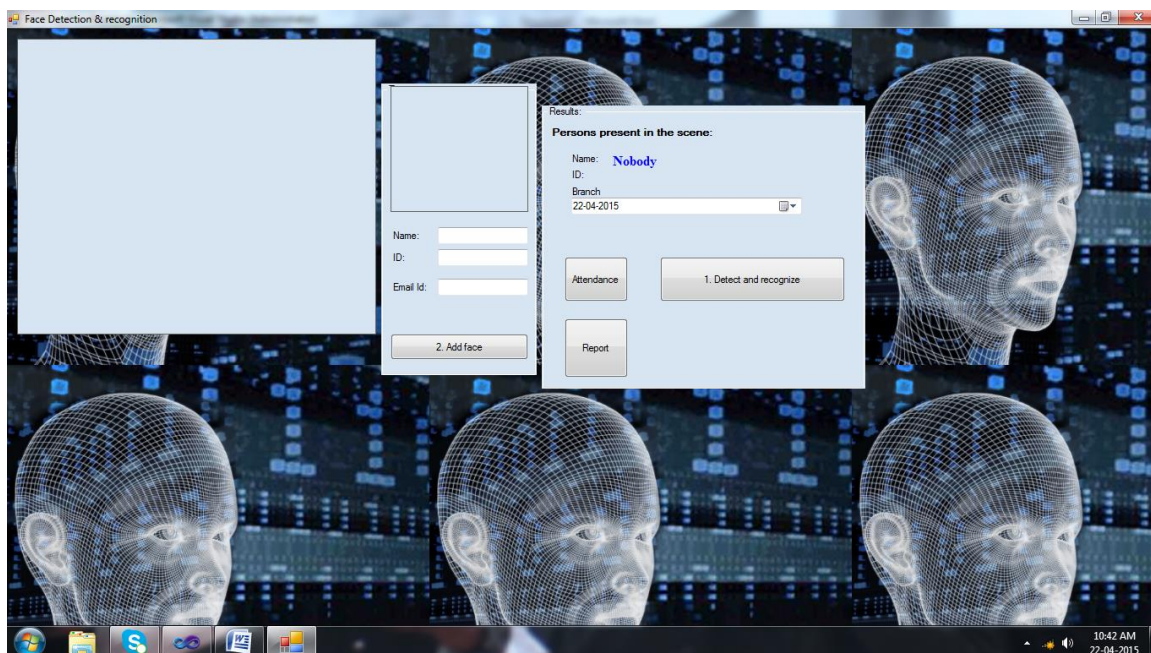 Face Detection & recognition
Name:
ID:
Email Id:
2. Add face
Results:
Persons present in the scene:
Name: Nobody
ID:
Branch
22-04-2015
Attendance
1. Detect and recognize
Report
10:42 AM
22-04-2015